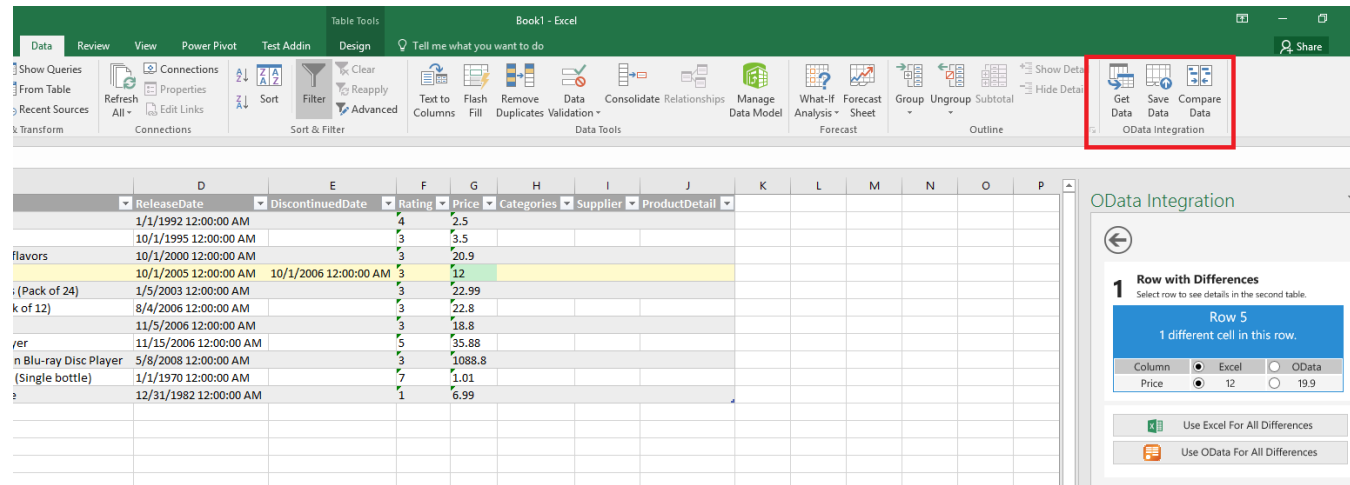 Table Tools Book1 - Excel
Data Review View Power Pivot Test Addin Design Tell me what you want to do Share
Show Queries
From Table
Recent Sources
Transform
Refresh All
Connections
Properties
Edit Links
Connections
Sort
Filter
Clear
Reapply
Advanced
Sort & Filter
Text to Columns
Flash Fill
Remove Duplicates
Data Validation
Consolidate
Relationships
Manage Data Model
Data Tools
What-If Analysis
Forecast Sheet
Forecast
Group
Ungroup
Subtotal
Show Deta
Hide Detai
Outline
Get Data
Save Data
Compare Data
OData Integration
D E F G H I J K L M N O P
ReleaseDate DiscontinuedDate Rating Price Categories Supplier ProductDetail
1/1/1992 12:00:00 AM 4 2.5
10/1/1995 12:00:00 AM 3 3.5
flavors 10/1/2000 12:00:00 AM 3 20.9
10/1/2005 12:00:00 AM 10/1/2006 12:00:00 AM 3 12
(Pack of 24) 1/5/2003 12:00:00 AM 3 22.99
k of 12) 8/4/2006 12:00:00 AM 3 22.8
11/5/2006 12:00:00 AM 3 18.8
yer 11/15/2006 12:00:00 AM 5 35.88
n Blu-ray Disc Player 5/8/2008 12:00:00 AM 3 1088.8
(Single bottle) 1/1/1970 12:00:00 AM 7 1.01
12/31/1982 12:00:00 AM 1 6.99
OData Integration
1 Row with Differences
Select row to see details in the second table.
Row 5
1 different cell in this row.
Column Excel OData
Price 12 19.9
Use Excel For All Differences
Use OData For All Differences